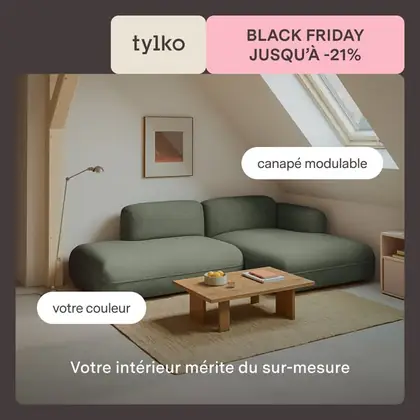 tylko
BLACK FRIDAY
JUSQU'À -21%
canapé modulable
votre couleur
Votre intérieur mérite du sur-mesure